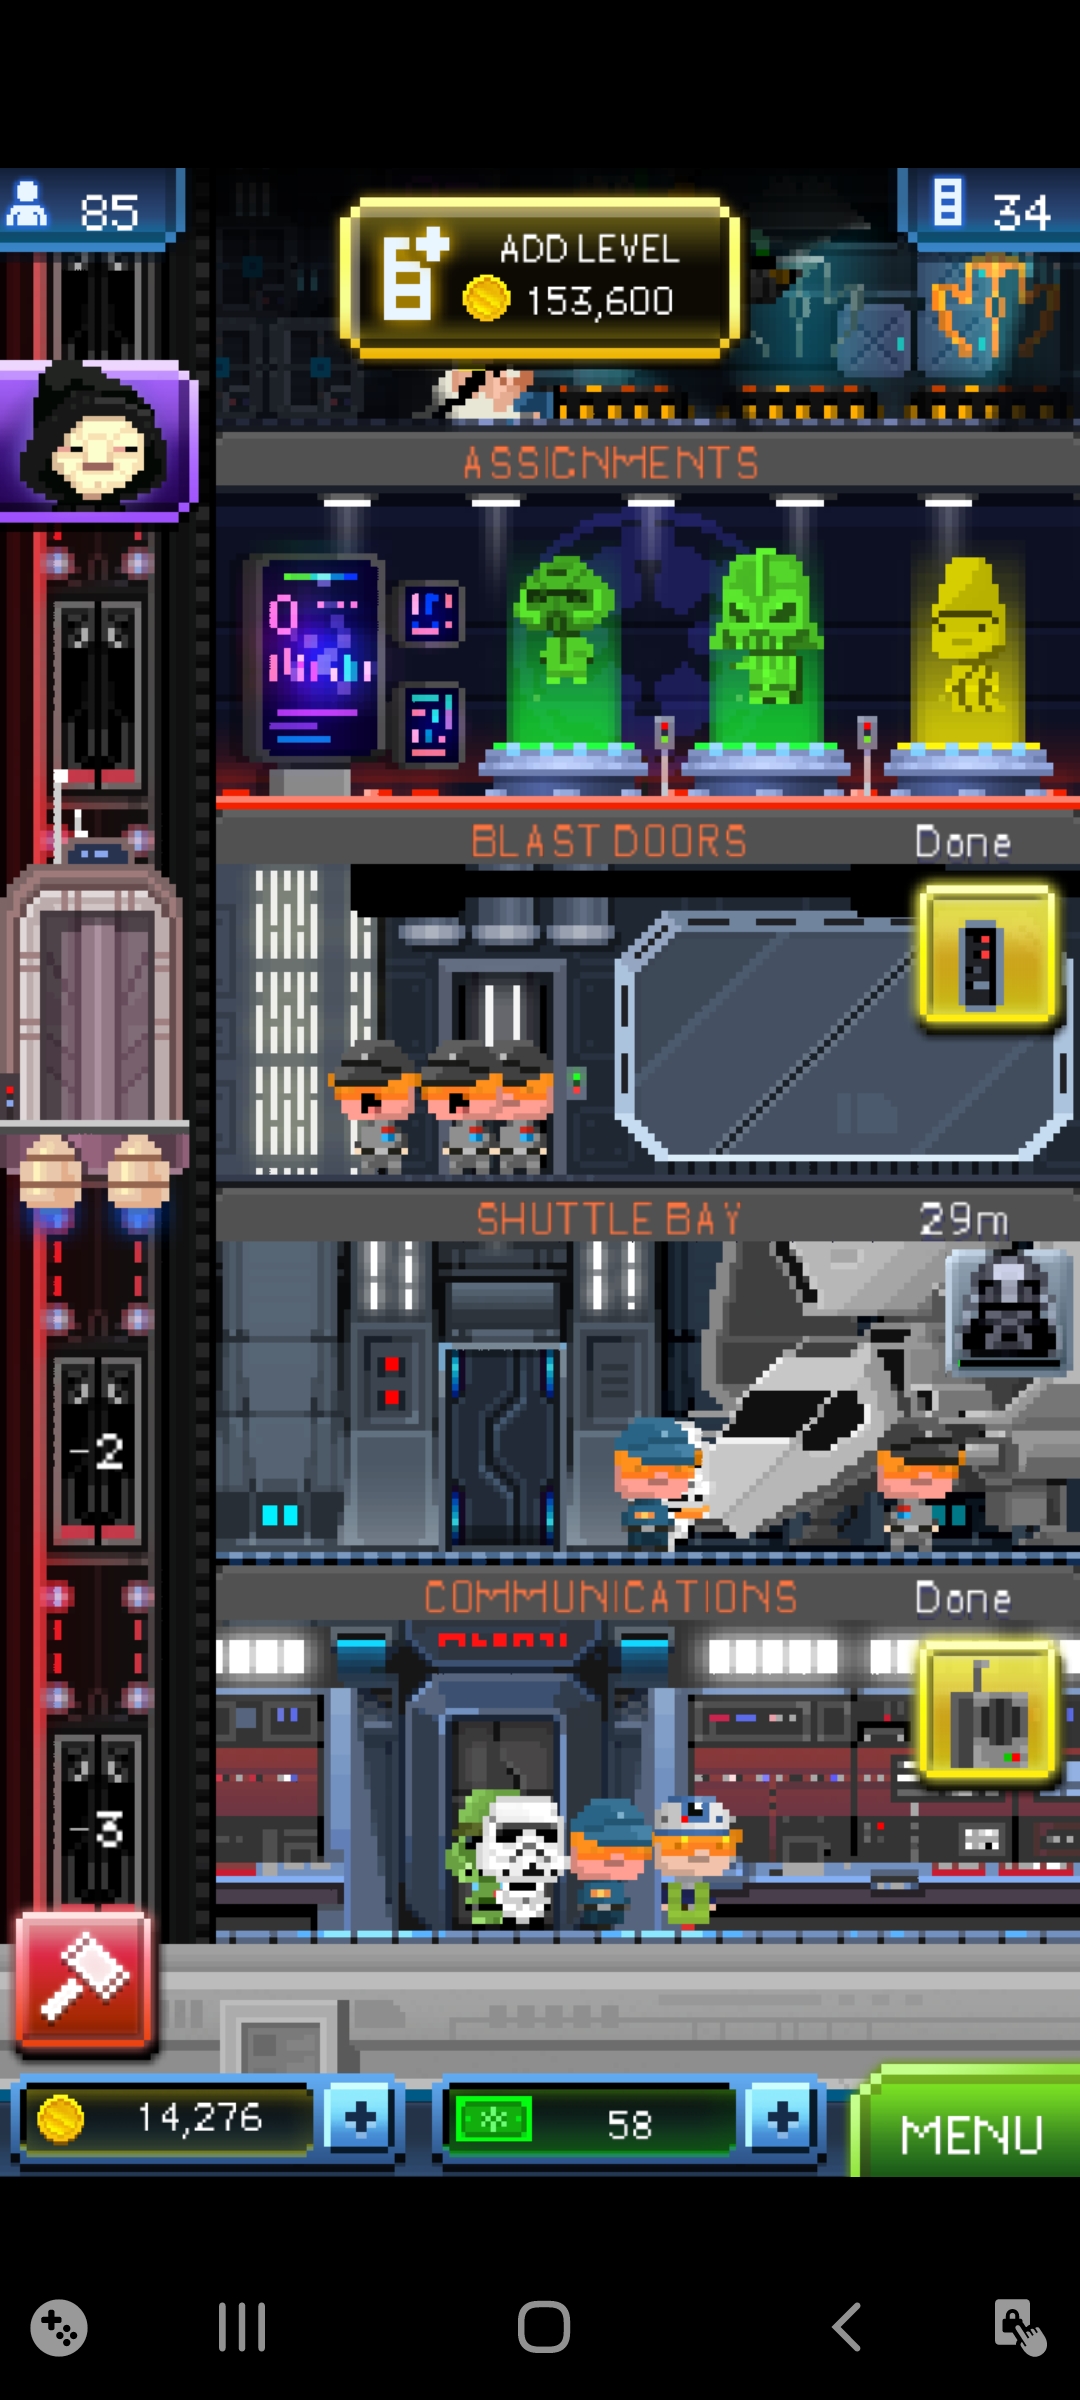 85
ADD LEVEL
153,600
34
ASSIGNMENTS
BLAST DOORS
Done
SHUTTLE BAY
29m
-2
COMMUNICATIONS
Done
-3
14,276
58
MENU